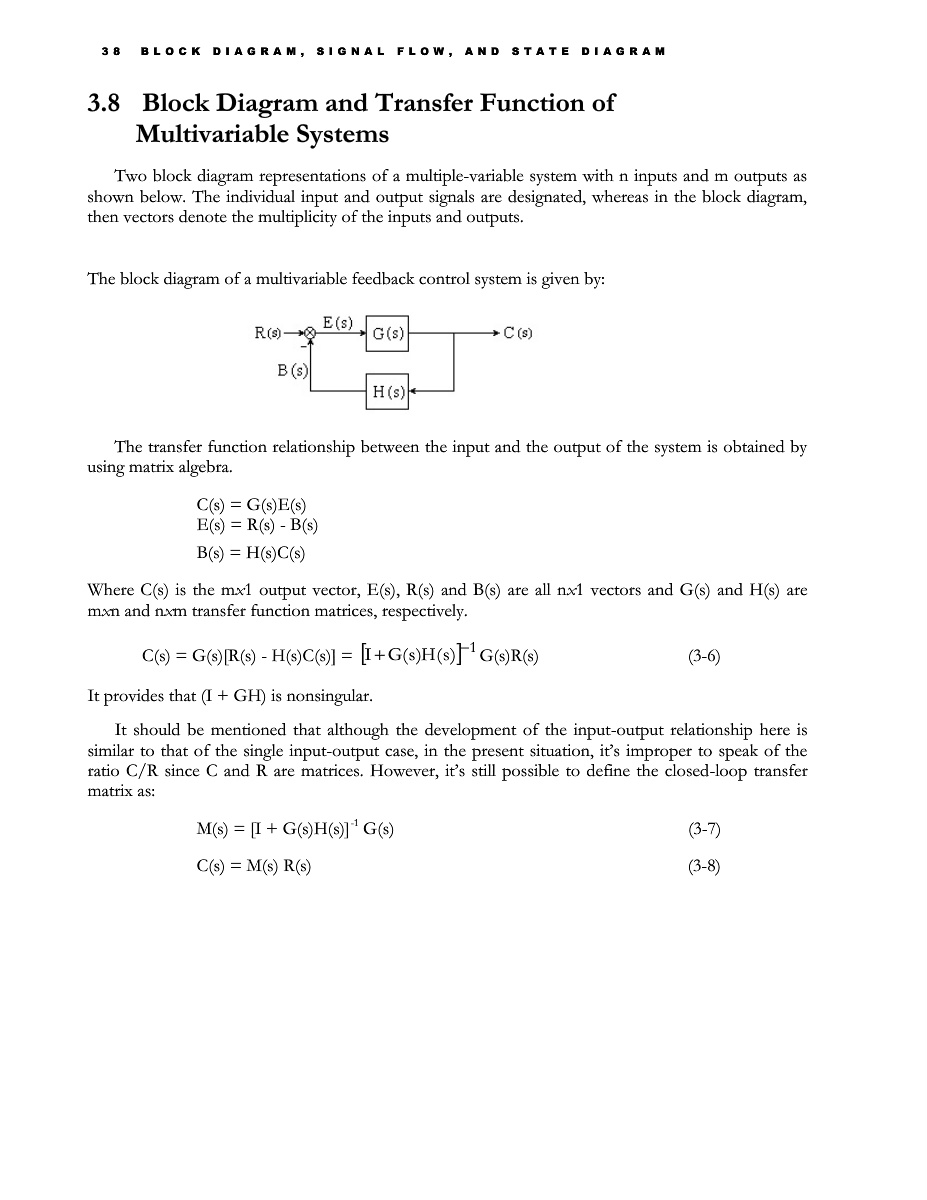 38 BLOCK DIAGRAM, SIGNAL FLOW, AND STATE DIAGRAM
3.8 Block Diagram and Transfer Function of
Multivariable Systems
Two block diagram representations of a multiple-variable system with n inputs and m outputs as
shown below. The individual input and output signals are designated, whereas in the block diagram,
then vectors denote the multiplicity of the inputs and outputs.
The block diagram of a multivariable feedback control system is given by:
R(s) E(s) G(s) C(s)
-
B(s)
H(s)
The transfer function relationship between the input and the output of the system is obtained by
using matrix algebra.
C(s) = G(s)E(s)
E(s) = R(s) - B(s)
B(s) = H(s)C(s)
Where C(s) is the mx1 output vector, E(s), R(s) and B(s) are all nx1 vectors and G(s) and H(s) are
mxn and nxm transfer function matrices, respectively.
C(s) = G(s)[R(s) - H(s)C(s)] = [I+G(s)H(s)]⁻¹ G(s)R(s) (3-6)
It provides that (I + GH) is nonsingular.
It should be mentioned that although the development of the input-output relationship here is
similar to that of the single input-output case, in the present situation, it's improper to speak of the
ratio C/R since C and R are matrices. However, it's still possible to define the closed-loop transfer
matrix as:
M(s) = [I + G(s)H(s)]⁻¹ G(s) (3-7)
C(s) = M(s) R(s) (3-8)